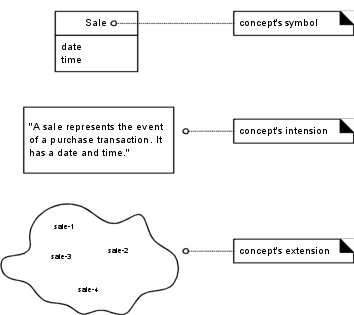 Sale
concept's symbol
date
time
"A sale represents the event
of a purchase transaction. It
has a date and time."
concept's intension
sale-1
sale-2
sale-3
concept's extension
sale-4